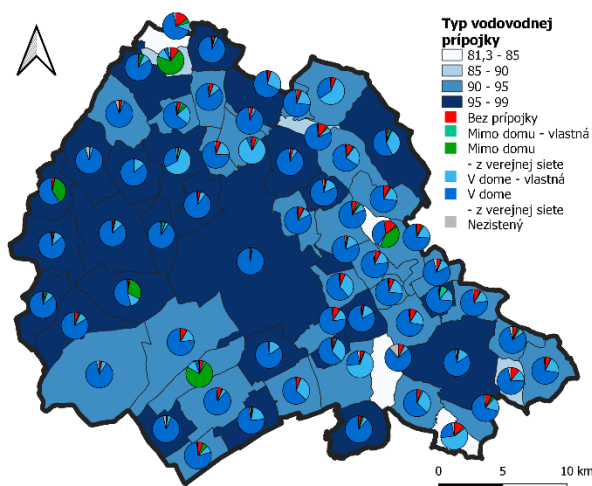 Typ vodovodnej
prípojky
81,3 - 85
85 - 90
90 - 95
95 - 99
Bez prípojky
Mimo domu - vlastná
Mimo domu
- z verejnej siete
V dome - vlastná
V dome
- z verejnej siete
Nezistený
0 5 10 km